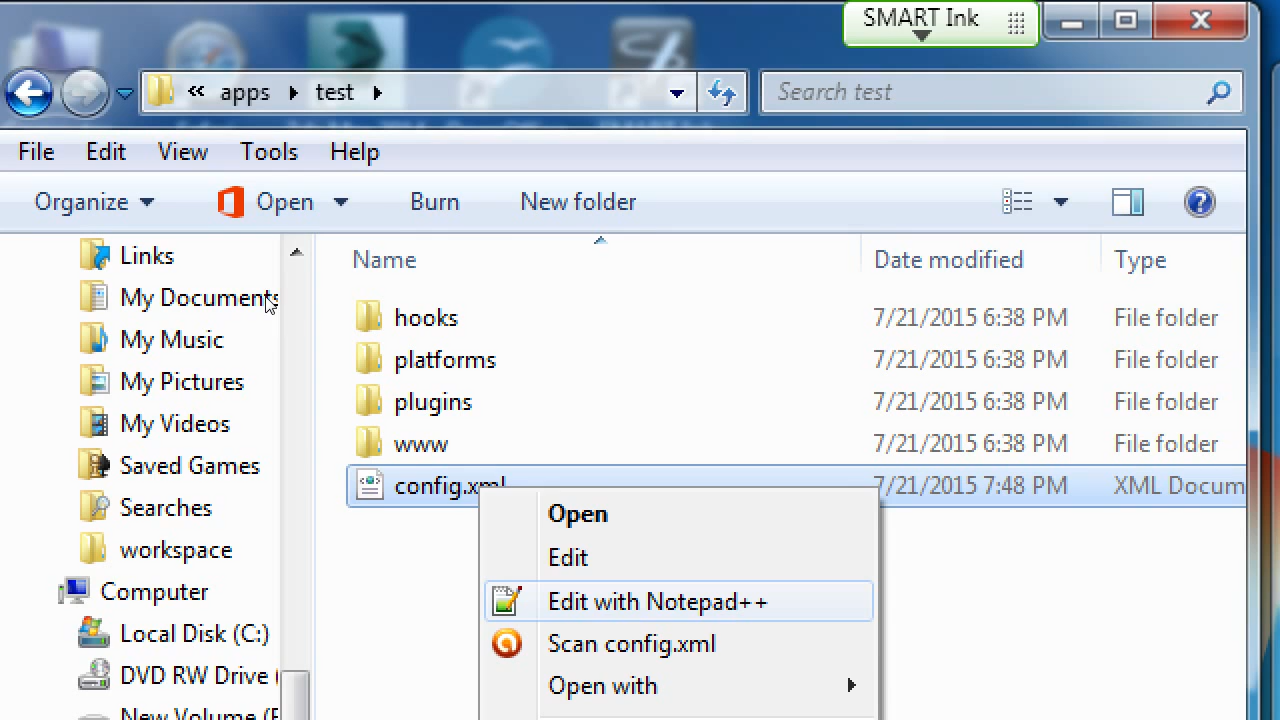 SMART Ink
« apps test
Search test
File Edit View Tools Help
Organize Open Burn New folder
Name Date modified Type
Links
My Documents
My Music
My Pictures
My Videos
Saved Games
Searches
workspace
Computer
Local Disk (C:)
DVD RW Drive (
New Volume (
hooks 7/21/2015 6:38 PM File folder
platforms 7/21/2015 6:38 PM File folder
plugins 7/21/2015 6:38 PM File folder
www 7/21/2015 6:38 PM File folder
config.xml 7/21/2015 7:48 PM XML Docum
Open
Edit
Edit with Notepad++
Scan config.xml
Open with